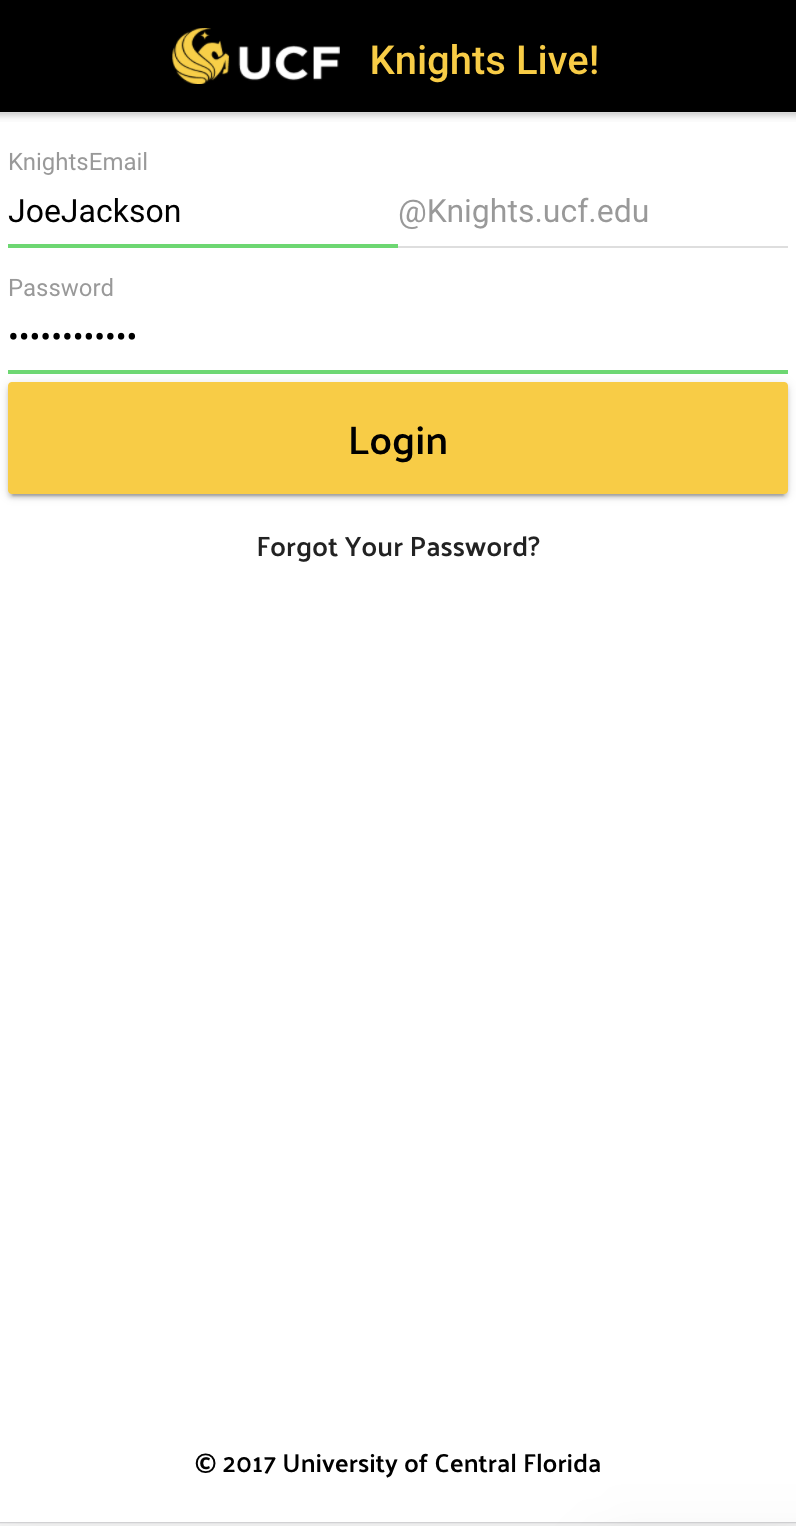 UCF Knights Live!
KnightsEmail
JoeJackson @Knights.ucf.edu
Password
••••••••••••
Login
Forgot Your Password?
© 2017 University of Central Florida